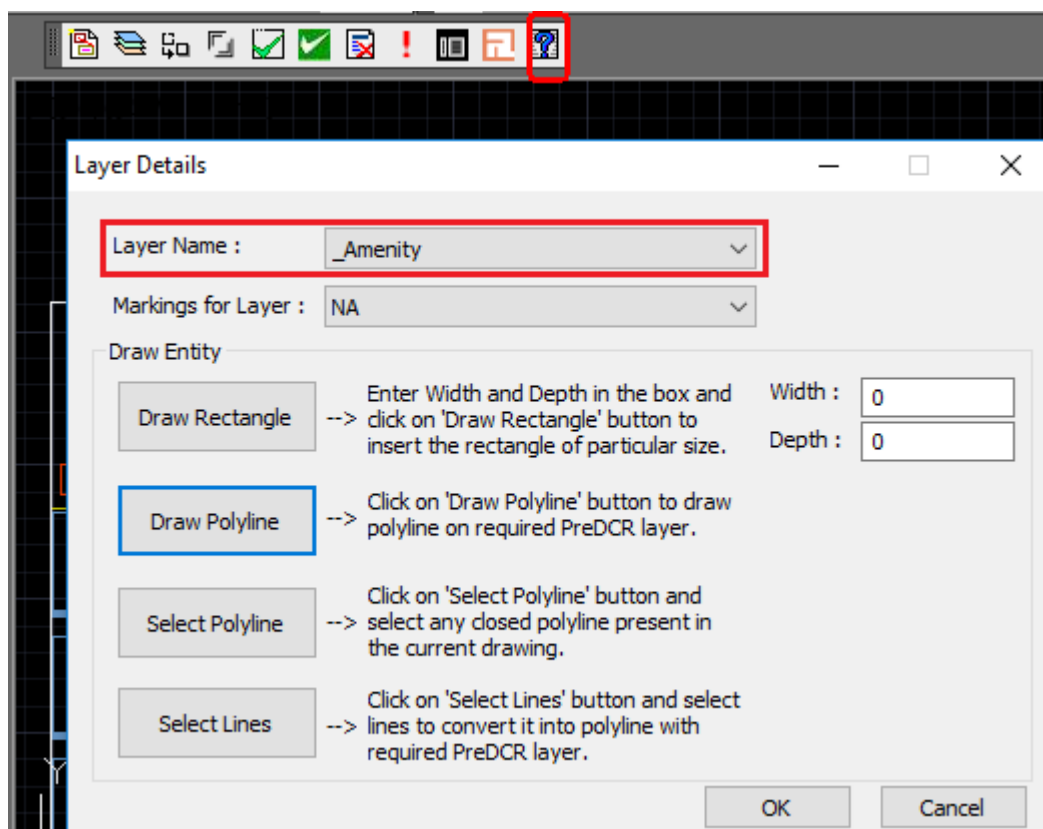 Layer Details
Layer Name :
_Amenity
Markings for Layer :
NA
Draw Entity
Draw Rectangle
-->
Enter Width and Depth in the box and
click on 'Draw Rectangle' button to
insert the rectangle of particular size.
Width :
0
Depth :
0
Draw Polyline
-->
Click on 'Draw Polyline' button to draw
polyline on required PreDCR layer.
Select Polyline
-->
Click on 'Select Polyline' button and
select any closed polyline present in
the current drawing.
Select Lines
-->
Click on 'Select Lines' button and select
lines to convert it into polyline with
required PreDCR layer.
Y
OK
Cancel